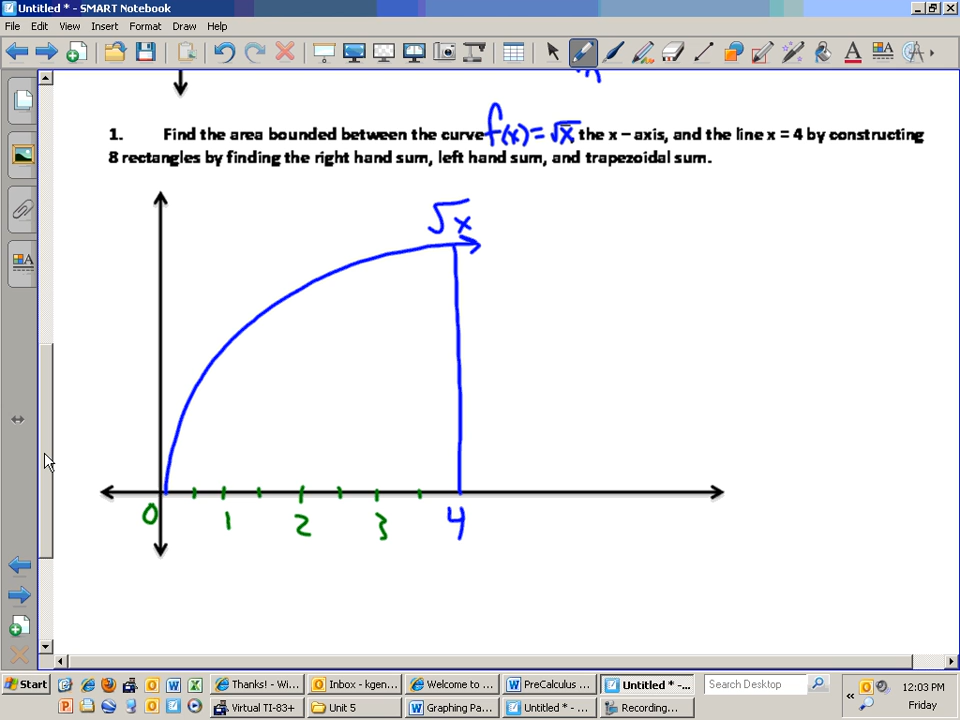 Untitled * - SMART Notebook
File Edit View Insert Format Draw Help
1. Find the area bounded between the curve f(x) = √x, the x – axis, and the line x = 4 by constructing
8 rectangles by finding the right hand sum, left hand sum, and trapezoidal sum.
√x
0 1 2 3 4
Start Thanks! - Wi... Inbox - kgen... Welcome to ... PreCalculus ... Untitled * -... Search Desktop 12:03 PM
Virtual TI-83+ Unit 5 Graphing Pa... Untitled * - ... Recording... Friday